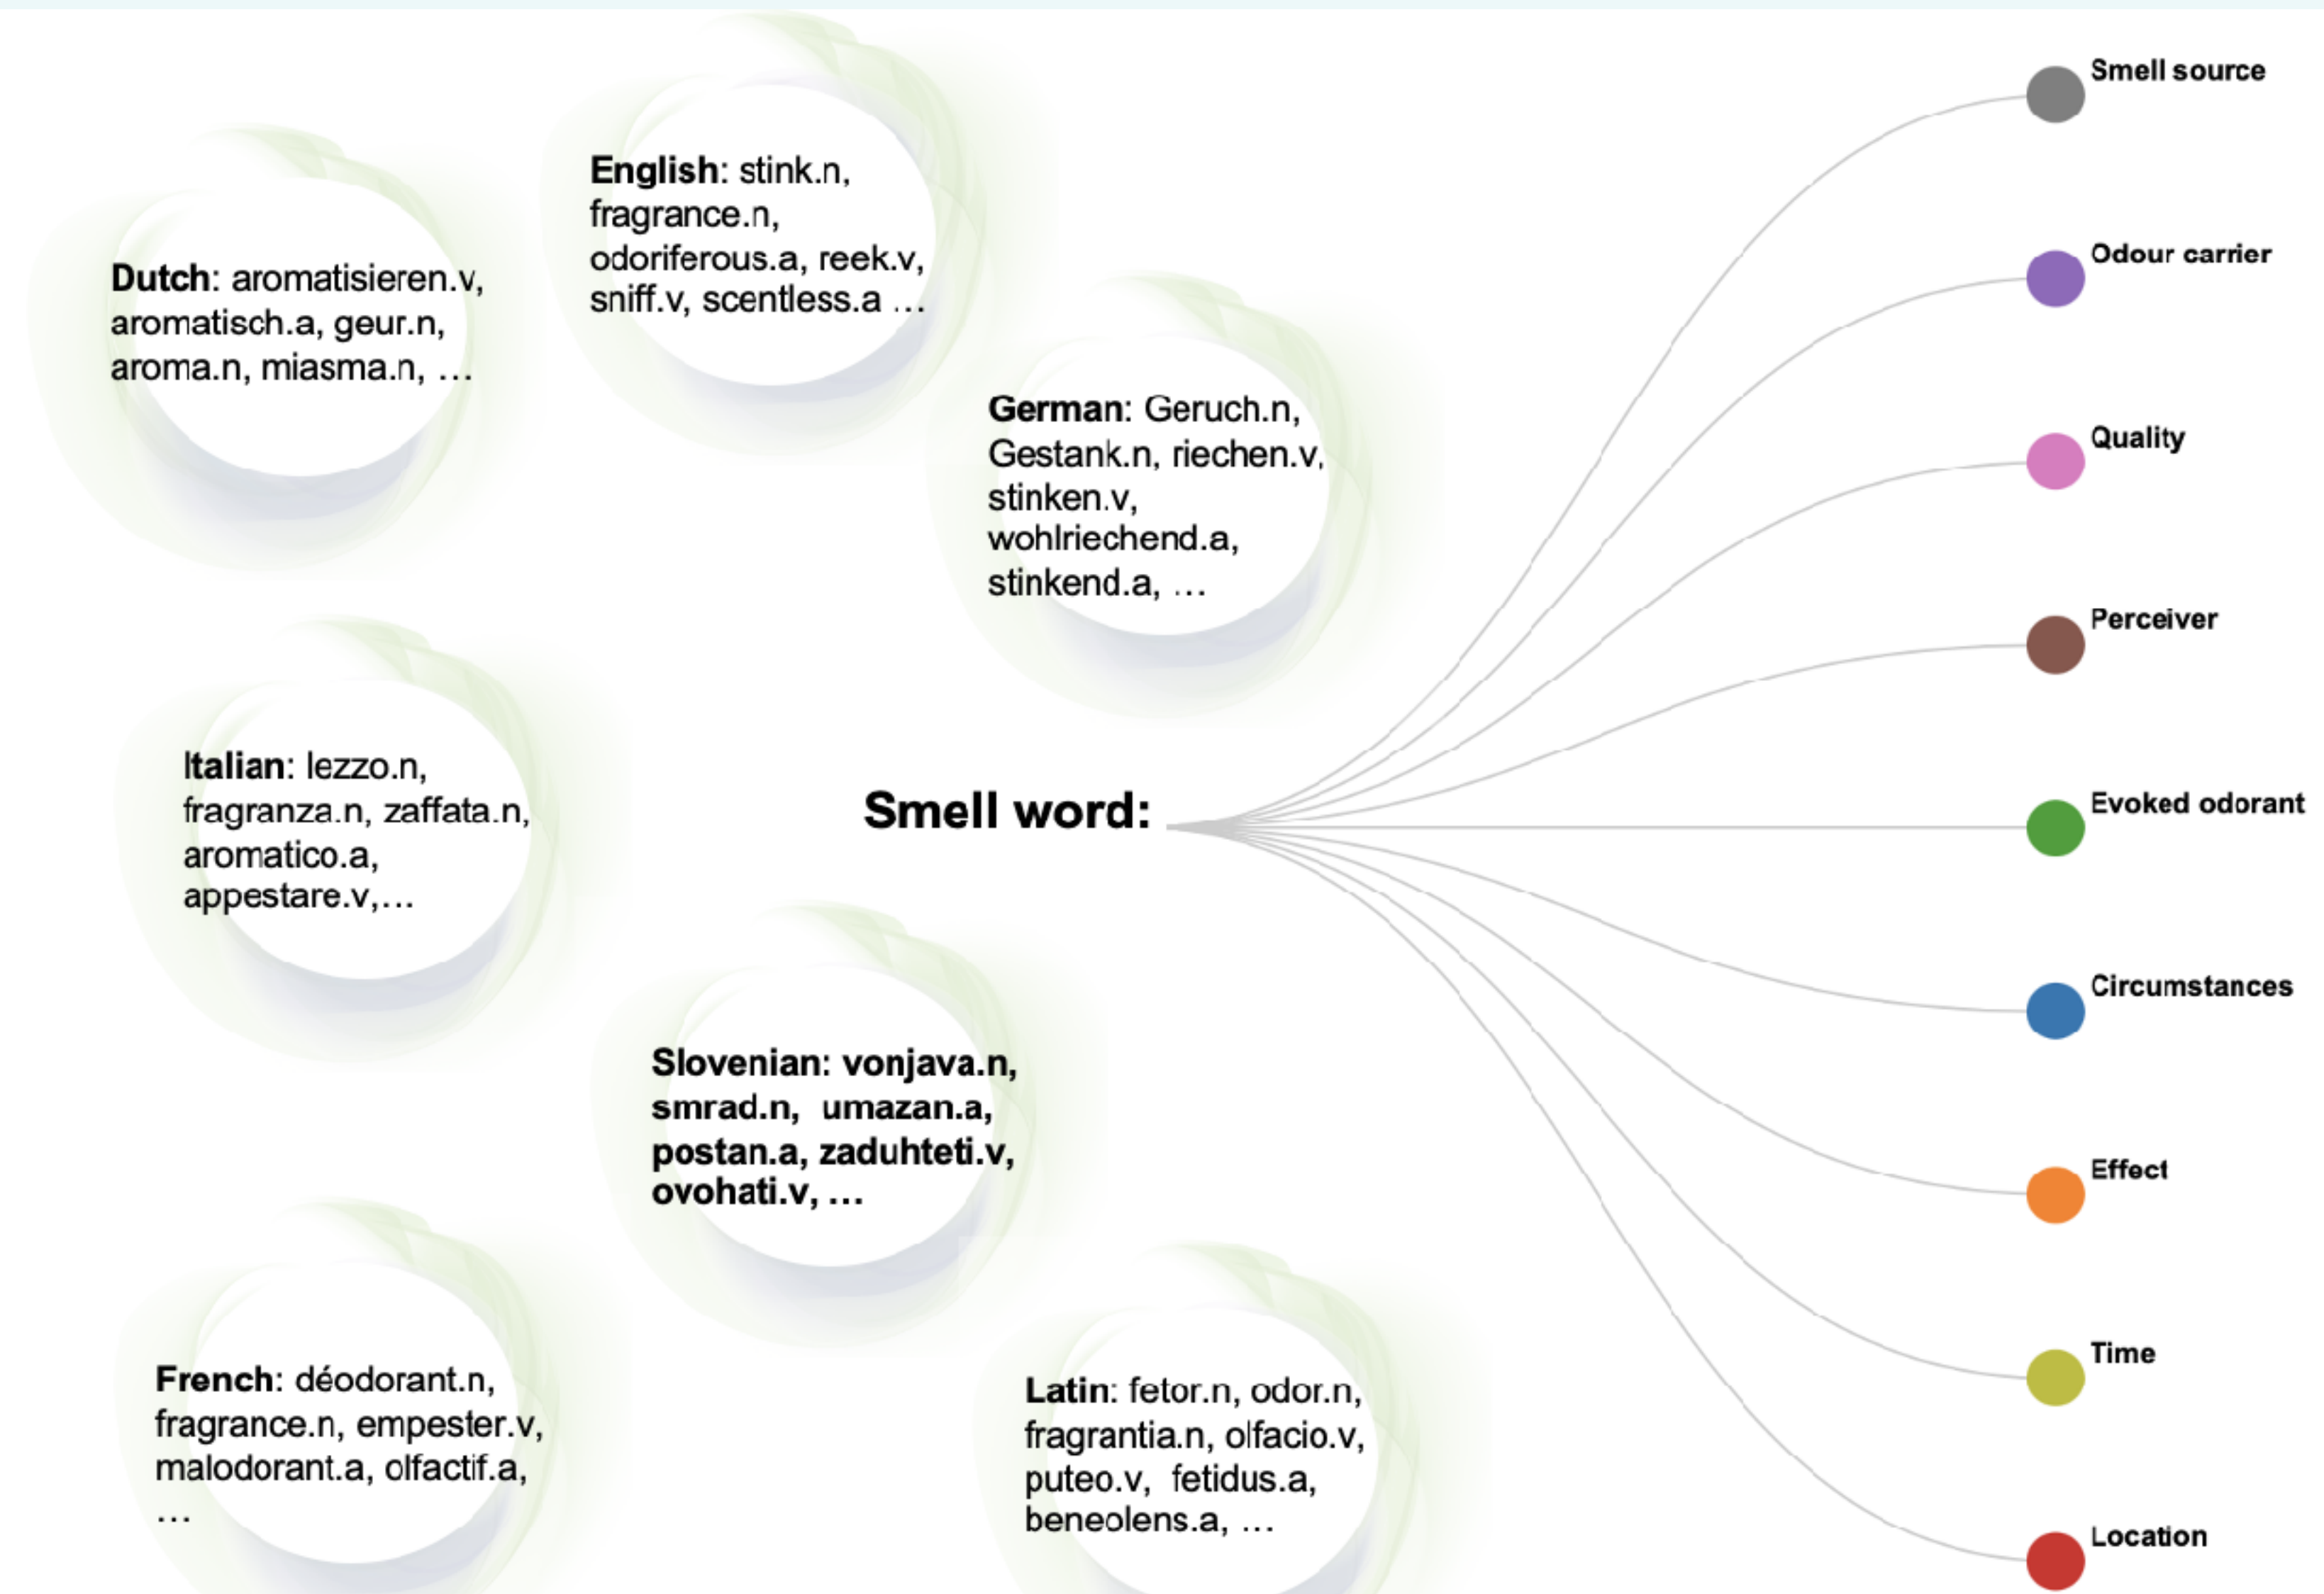 Dutch: aromatisieren.v,
aromatisch.a, geur.n,
aroma.n, miasma.n, …
English: stink.n,
fragrance.n,
odoriferous.a, reek.v,
sniff.v, scentless.a …
German: Geruch.n,
Gestank.n, riechen.v,
stinken.v,
wohlriechend.a,
stinkend.a, …
Italian: lezzo.n,
fragranza.n, zaffata.n,
aromatico.a,
appestare.v,…
Slovenian: vonjava.n,
smrad.n, umazan.a,
postan.a, zaduhteti.v,
ovohati.v, …
French: déodorant.n,
fragrance.n, empester.v,
malodorant.a, olfactif.a,
…
Latin: fetor.n, odor.n,
fragrantia.n, olfacio.v,
puteo.v, fetidus.a,
beneolens.a, …
Smell word:
Smell source
Odour carrier
Quality
Perceiver
Evoked odorant
Circumstances
Effect
Time
Location